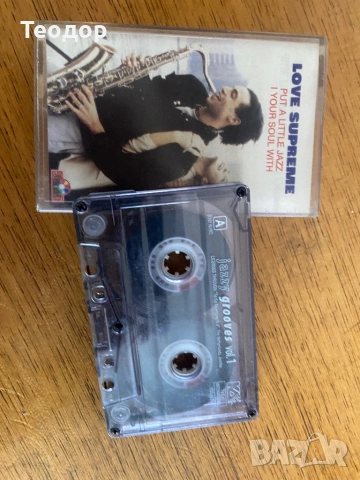 Теодор
LOVE SUPREME
PUT A LITTLE JAZZ
I YOUR SOUL WITH
A
jazzy grooves vol. 1
BAZAR